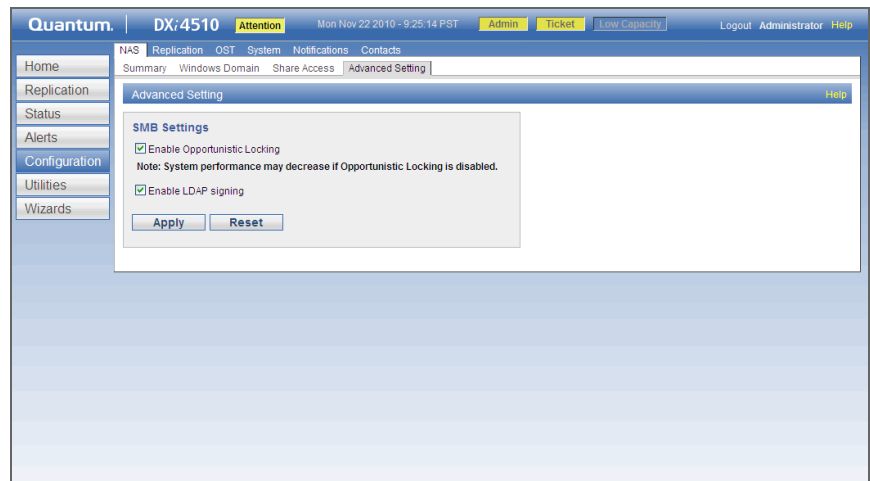 Quantum. DXi4510 Attention Mon Nov 22 2010 - 9:25:14 PST Admin Ticket Low Capacity Logout Administrator Help
NAS Replication OST System Notifications Contacts
Summary Windows Domain Share Access Advanced Setting
Home
Replication
Status
Alerts
Configuration
Utilities
Wizards
Advanced Setting Help
SMB Settings
Enable Opportunistic Locking
Note: System performance may decrease if Opportunistic Locking is disabled.
Enable LDAP signing
Apply Reset